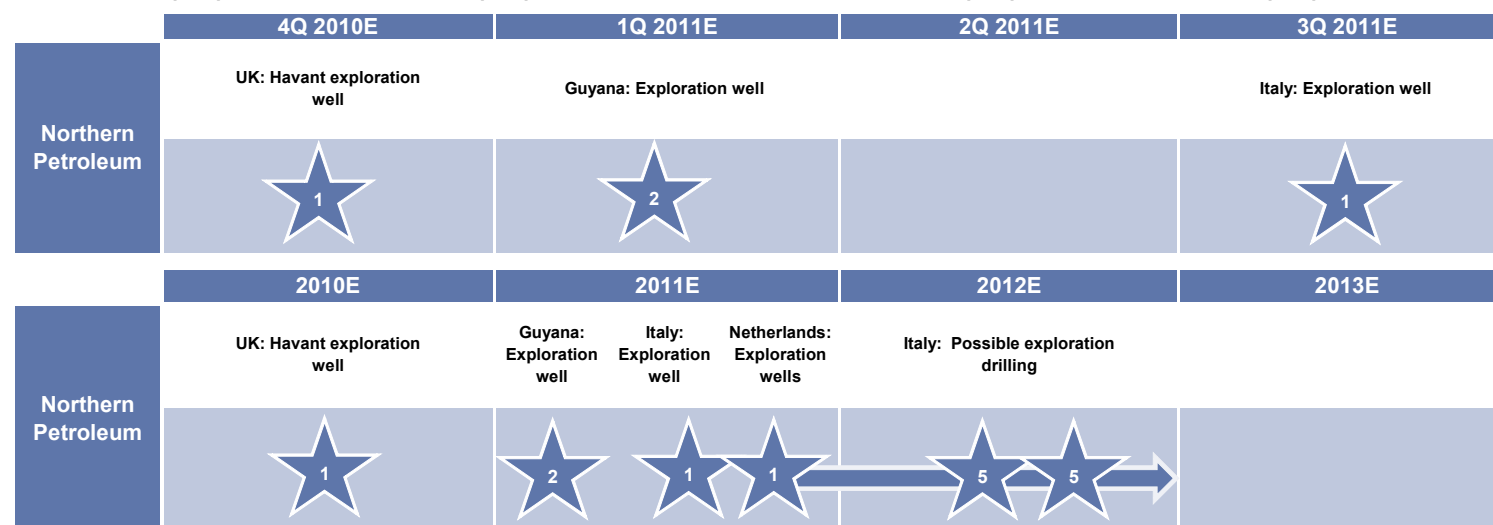 4Q 2010E 1Q 2011E 2Q 2011E 3Q 2011E
Northern
Petroleum
UK: Havant exploration
well
Guyana: Exploration well
Italy: Exploration well
1
2
1
2010E 2011E 2012E 2013E
Northern
Petroleum
UK: Havant exploration
well
Guyana:
Exploration
well
Italy:
Exploration
well
Netherlands:
Exploration
wells
Italy: Possible exploration
drilling
1
2
1
1
5
5